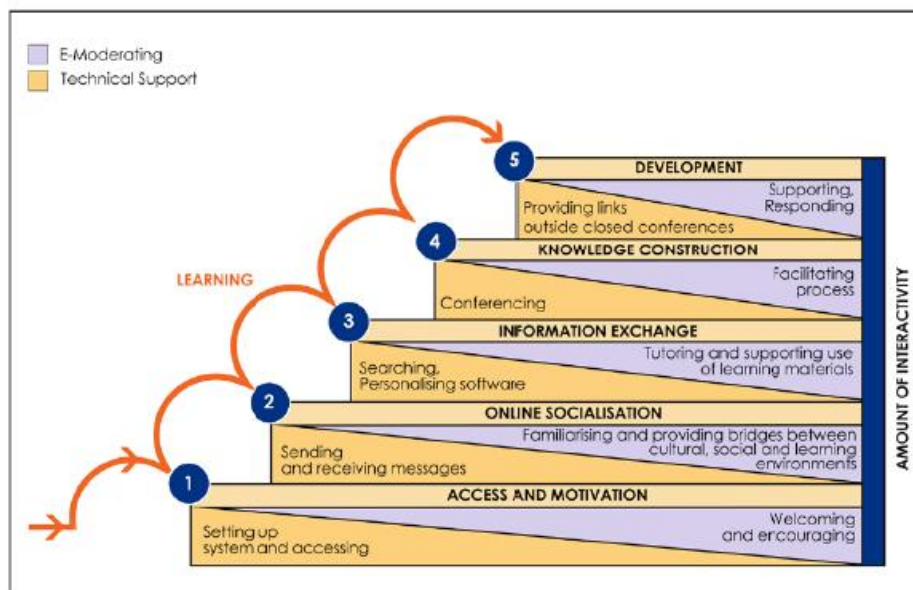 E-Moderating
Technical Support
5
DEVELOPMENT
Supporting,
Responding
Providing links
outside closed conferences
4
KNOWLEDGE CONSTRUCTION
Facilitating
process
Conferencing
LEARNING
3
INFORMATION EXCHANGE
Tutoring and supporting use
of learning materials
Searching,
Personalising software
2
ONLINE SOCIALISATION
Familiarising and providing bridges between
cultural, social and learning
environments
Sending
and receiving messages
1
ACCESS AND MOTIVATION
Welcoming
and encouraging
Setting up
system and accessing
AMOUNT OF INTERACTIVITY